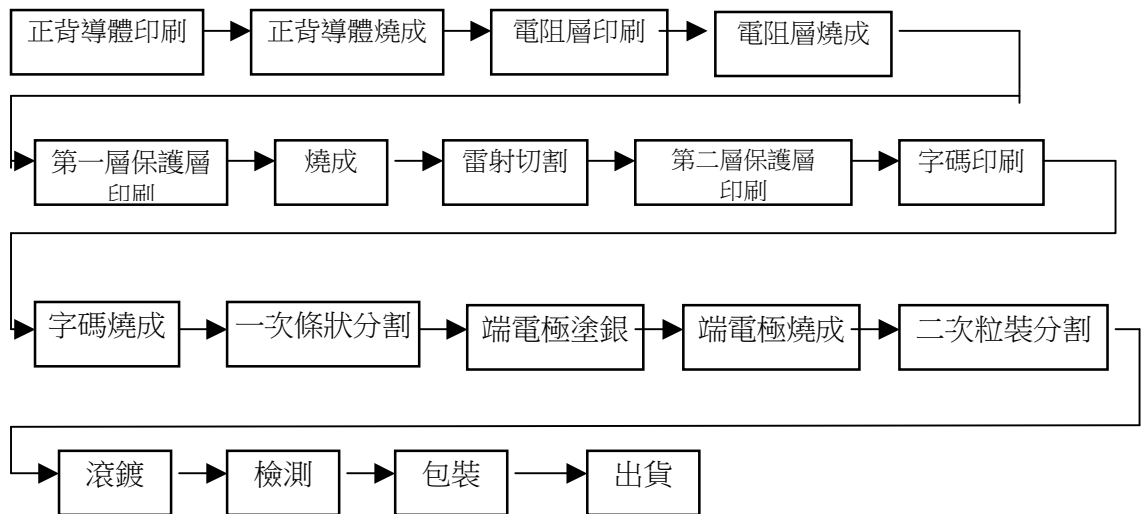 正背導體印刷
正背導體燒成
電阻層印刷
電阻層燒成
第一層保護層
印刷
燒成
雷射切割
第二層保護層
印刷
字碼印刷
字碼燒成
一次條狀分割
端電極塗銀
端電極燒成
二次粒裝分割
滾鍍
檢測
包裝
出貨